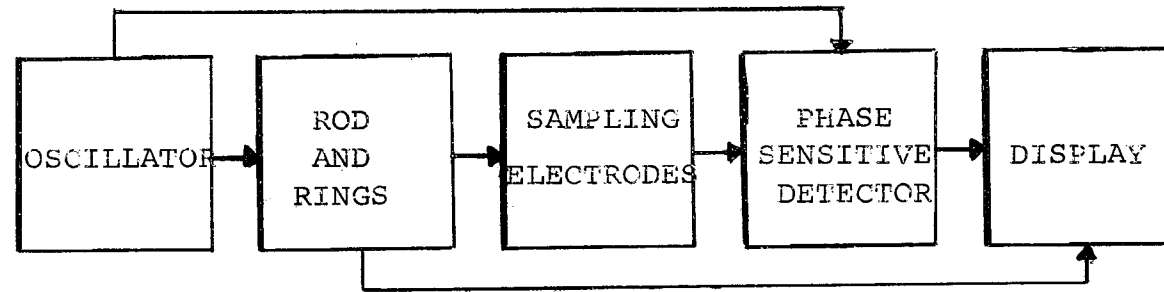 OSCILLATOR
ROD
AND
RINGS
SAMPLING
ELECTRODES
PHASE
SENSITIVE
DETECTOR
DISPLAY